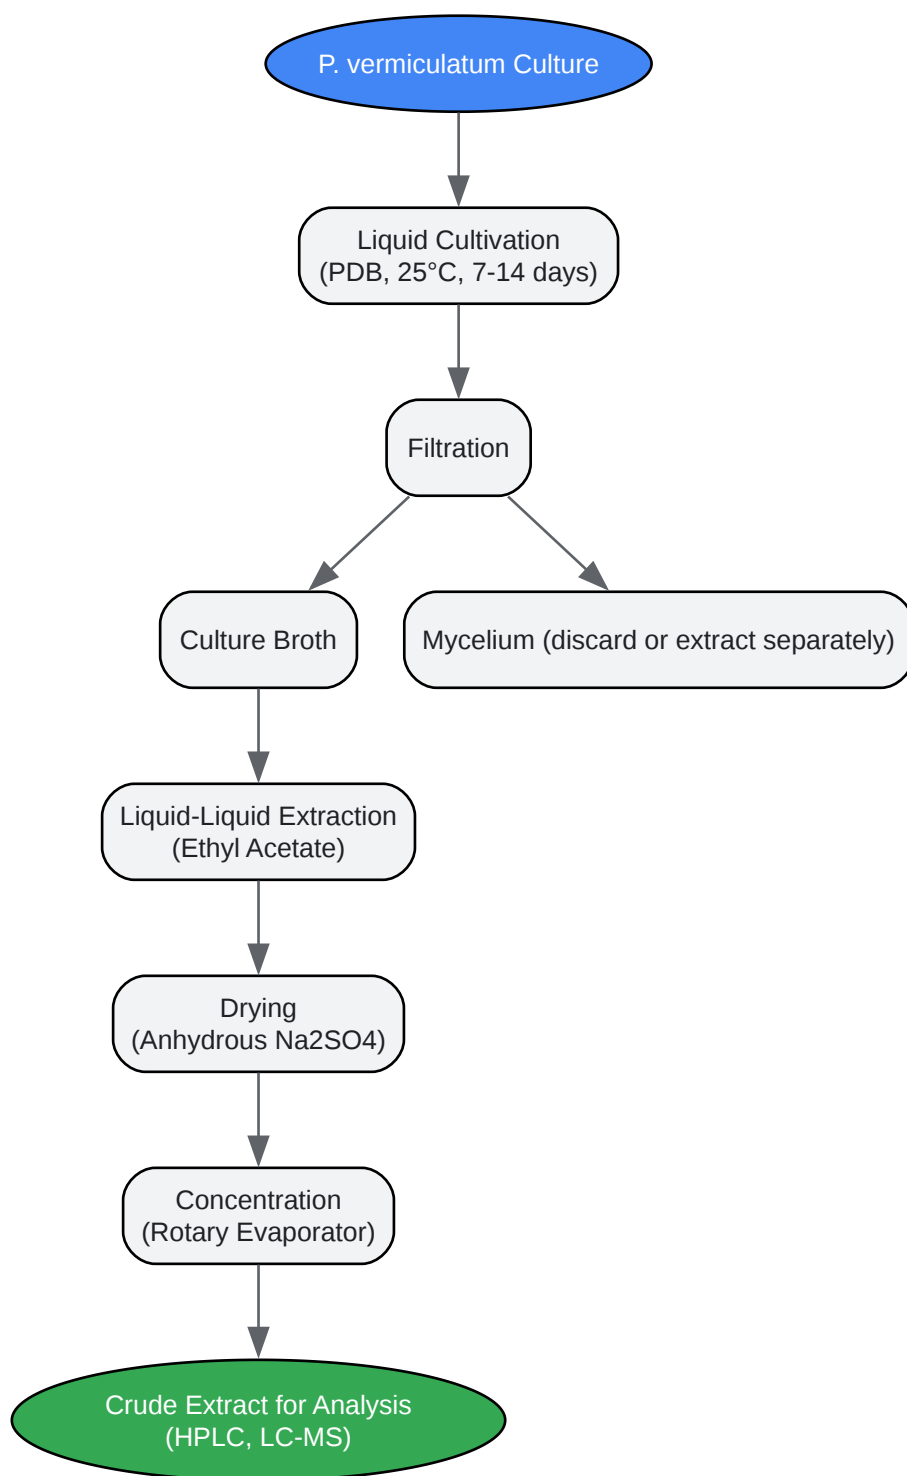 P. vermiculatum Culture
Liquid Cultivation
(PDB, 25°C, 7-14 days)
Filtration
Culture Broth
Mycelium (discard or extract separately)
Liquid-Liquid Extraction
(Ethyl Acetate)
Drying
(Anhydrous Na2SO4)
Concentration
(Rotary Evaporator)
Crude Extract for Analysis
(HPLC, LC-MS)